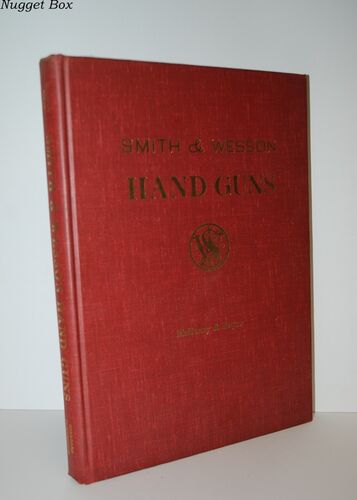 Nugget Box
SMITH & WESSON
HAND GUNS
McHenry & Roper
SMITH & WESSON HAND GUNS